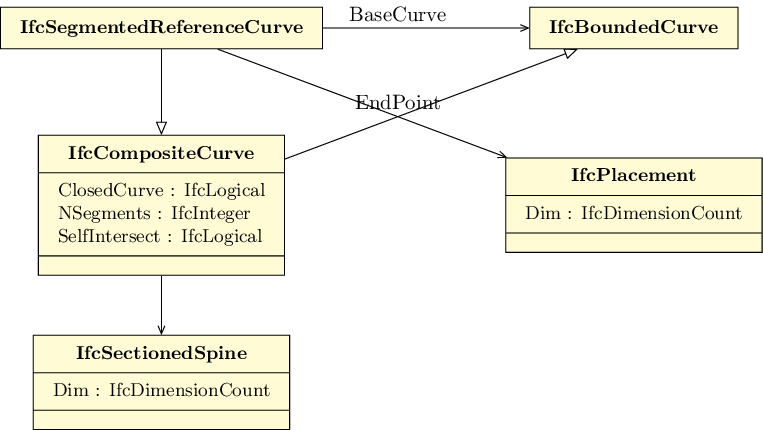 IfcSegmentedReferenceCurve
BaseCurve
IfcBoundedCurve
EndPoint
IfcCompositeCurve
ClosedCurve : IfcLogical
NSegments : IfcInteger
SelfIntersect : IfcLogical
IfcPlacement
Dim : IfcDimensionCount
IfcSectionedSpine
Dim : IfcDimensionCount